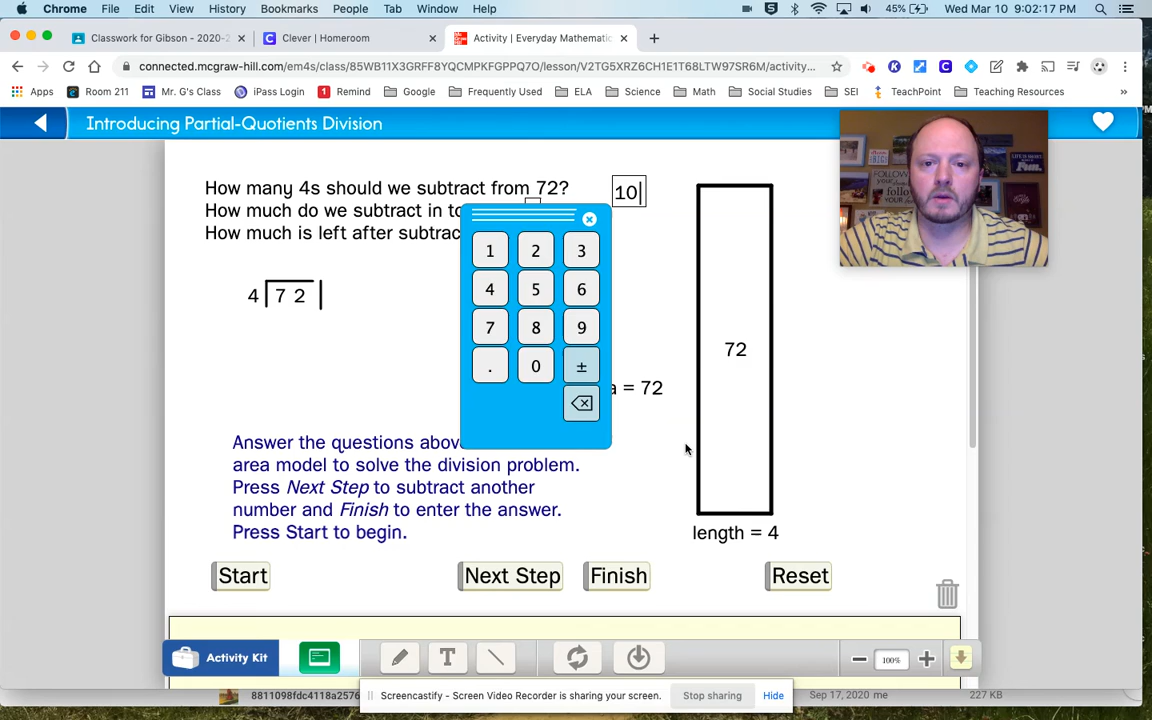 Chrome File Edit View History Bookmarks People Tab Window Help
45% Wed Mar 10 9:02:17 PM
Classwork for Gibson - 2020-2
Clever | Homeroom
Activity | Everyday Mathematic
connected.mcgraw-hill.com/em4s/class/85WB11X3GRFF8YQCMPKFGPPQ7O/lesson/V2TG5XRZ6CH1E1T68LTW97SR6M/activity...
Apps Room 211 Mr. G's Class iPass Login Remind Google Frequently Used ELA Science Math Social Studies SEI TeachPoint Teaching Resources »
Introducing Partial-Quotients Division
How many 4s should we subtract from 72? 10
How much do we subtract in to
How much is left after subtrac
1 2 3
4 5 6
7 8 9
. 0 ±
4 72
72
a = 72
Answer the questions abov
area model to solve the division problem.
Press Next Step to subtract another
number and Finish to enter the answer.
Press Start to begin.
length = 4
Start Next Step Finish Reset
Activity Kit T 100%
8811098fdc4118a2576
Screencastify - Screen Video Recorder is sharing your screen. Stop sharing Hide
Sep 17, 2020 me 227 KB